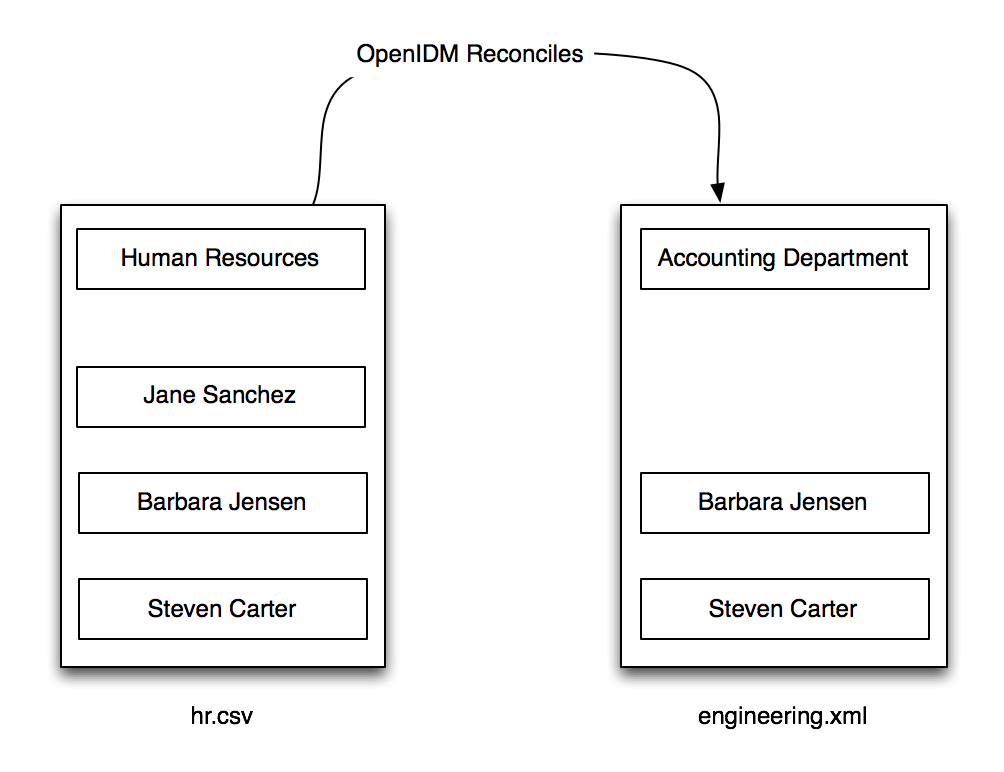 OpenIDM Reconciles
Human Resources
Jane Sanchez
Barbara Jensen
Steven Carter
hr.csv
Accounting Department
Barbara Jensen
Steven Carter
engineering.xml